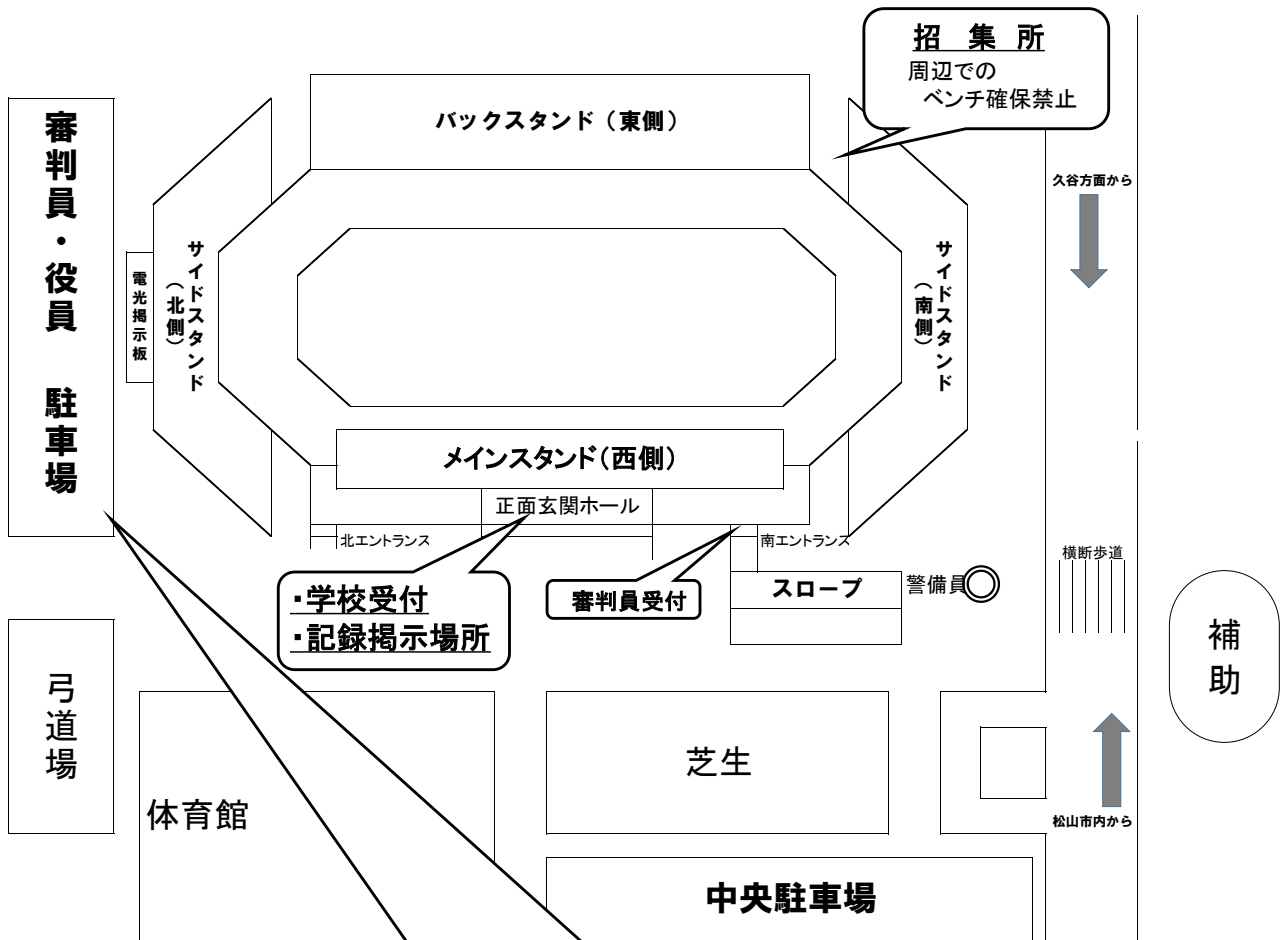 招　集　所
周辺での
ベンチ確保禁止
バックスタンド（東側）
審判員・役員　駐車場
久谷方面から
電光掲示板
サイドスタンド
（北側）
サイドスタンド
（南側）
メインスタンド（西側）
正面玄関ホール
北エントランス
南エントランス
横断歩道
・学校受付
・記録掲示場所
審判員受付
スロープ
警備員
補助
弓道場
芝生
体育館
松山市内から
中央駐車場